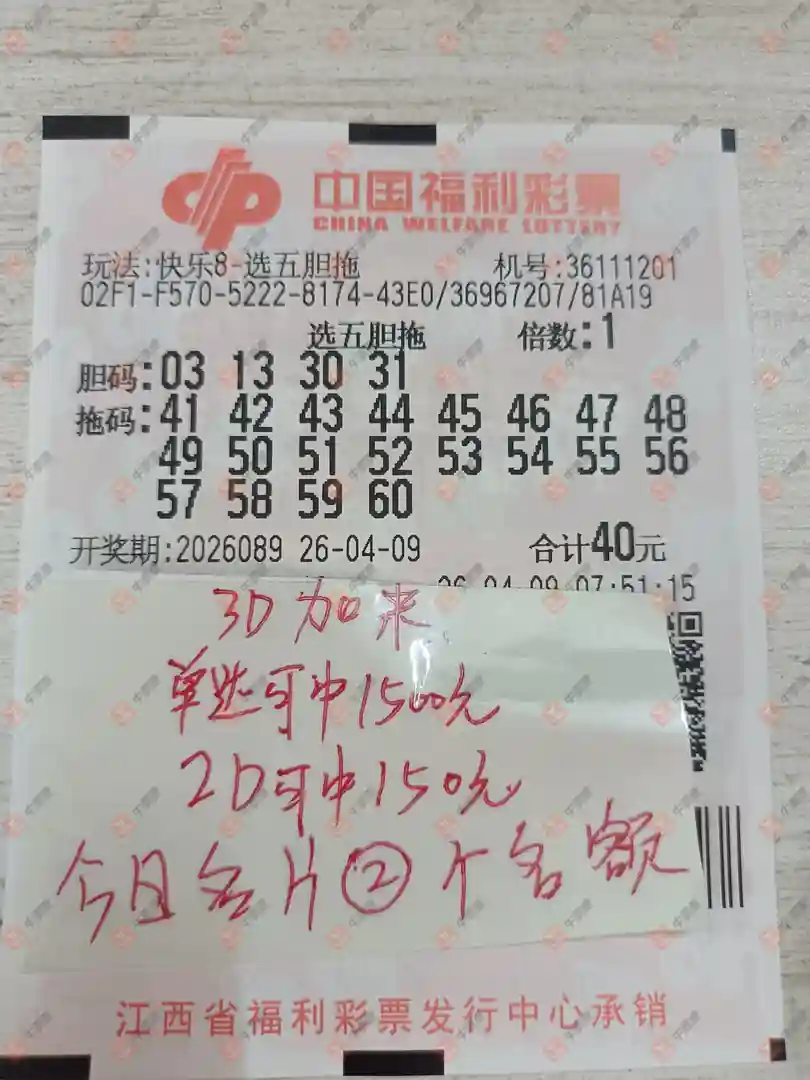 中国福利彩票
CHINA WELFARE LOTTERY
玩法:快乐8-选五胆拖 机号:36111201
02F1-F570-5222-8174-43E0/36967207/81A19
选五胆拖 倍数:1
胆码:03 13 30 31
拖码:41 42 43 44 45 46 47 48
49 50 51 52 53 54 55 56
57 58 59 60
开奖期:2026089 26-04-09 合计40元
26-04-09 07:51:15
3D加来
单选可中1500元
2D可中150元
今日名片②个名额
江西省福利彩票发行中心承销